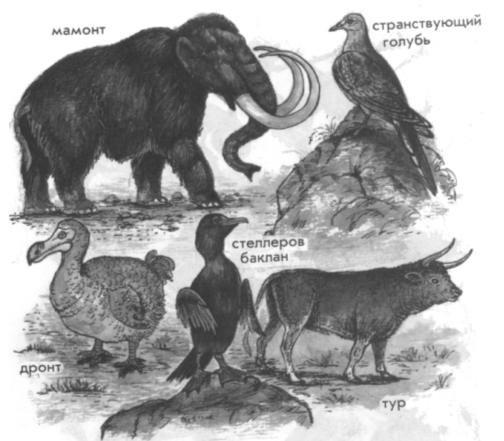 мамонт
странствующий
голубь
стеллеров
баклан
дронт
тур